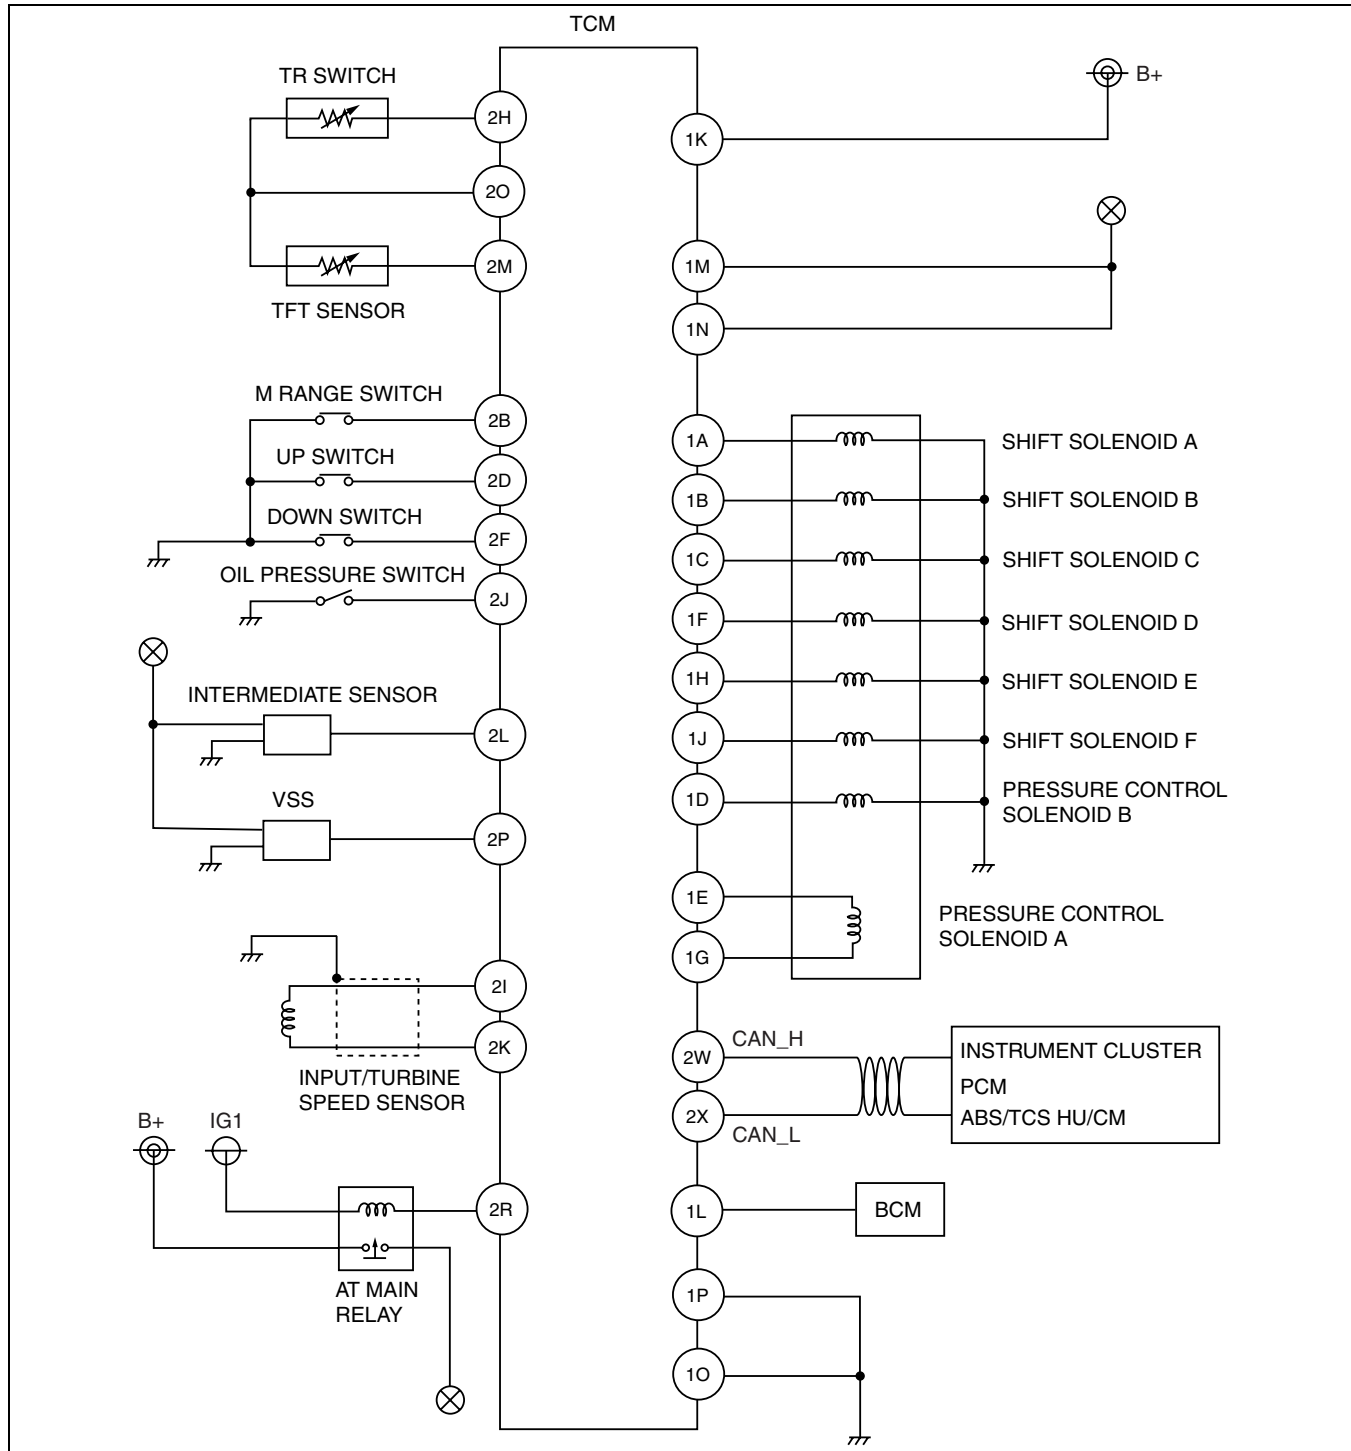 TCM
TR SWITCH
2H
2O
2M
TFT SENSOR
M RANGE SWITCH
2B
UP SWITCH
2D
DOWN SWITCH
2F
OIL PRESSURE SWITCH
2J
INTERMEDIATE SENSOR
2L
VSS
2P
2I
2K
INPUT/TURBINE
SPEED SENSOR
B+
IG1
2R
AT MAIN
RELAY
B+
1K
1M
1N
1A
SHIFT SOLENOID A
1B
SHIFT SOLENOID B
1C
SHIFT SOLENOID C
1F
SHIFT SOLENOID D
1H
SHIFT SOLENOID E
1J
SHIFT SOLENOID F
1D
PRESSURE CONTROL
SOLENOID B
1E
1G
PRESSURE CONTROL
SOLENOID A
2W
CAN_H
2X
CAN_L
INSTRUMENT CLUSTER
PCM
ABS/TCS HU/CM
1L
BCM
1P
1O